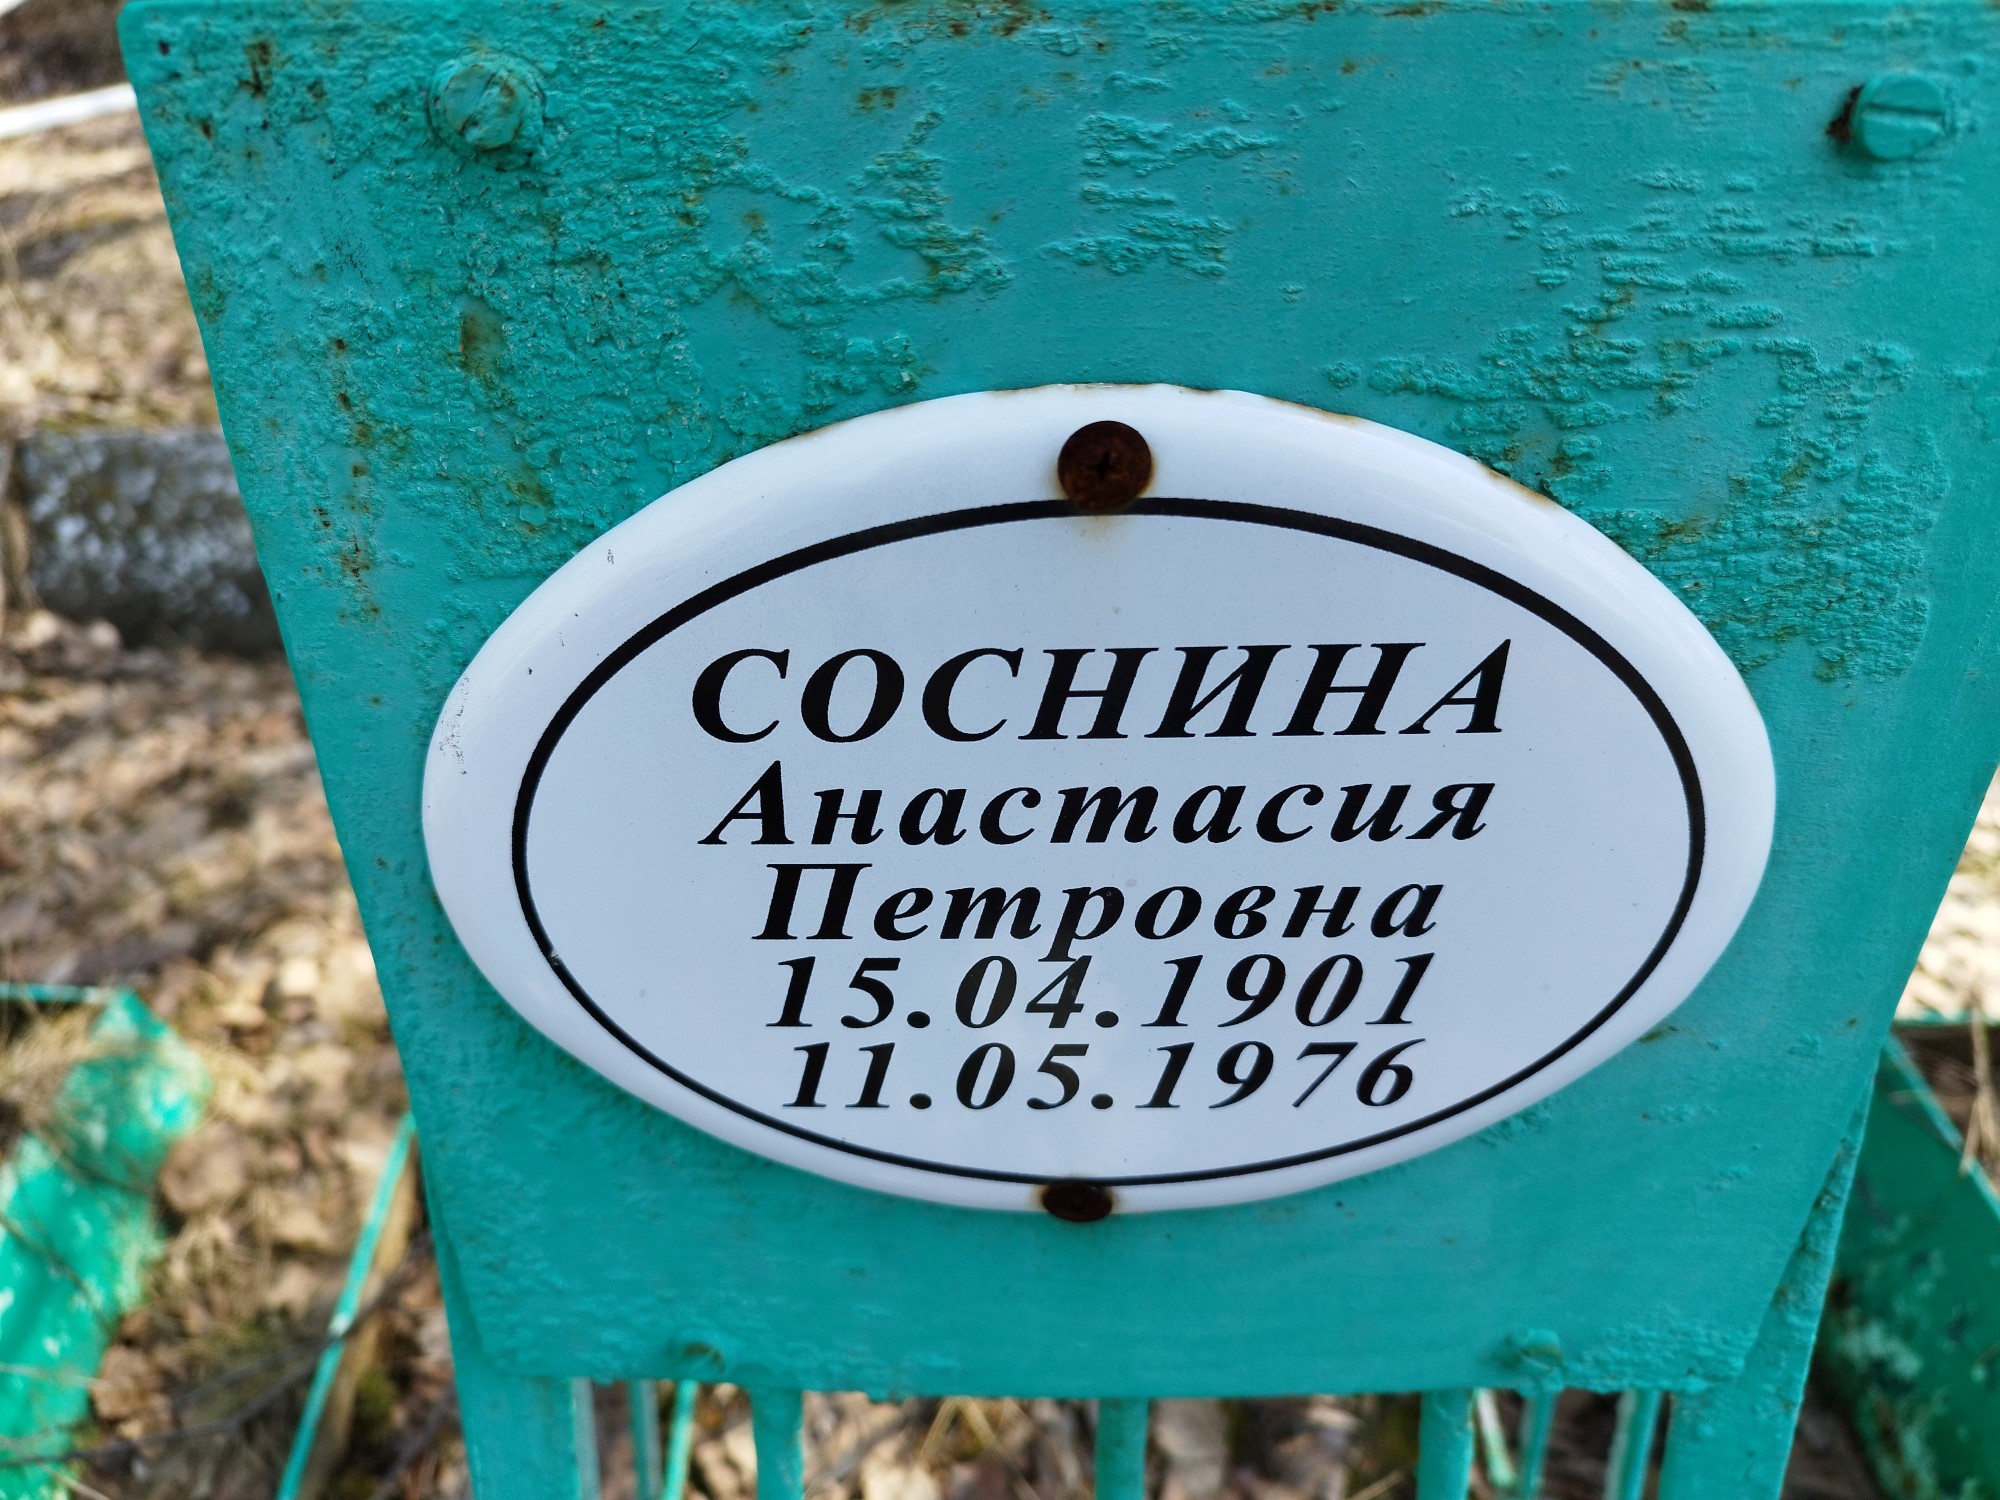 СОСНИНА
Анастасия
Петровна
15.04.1901
11.05.1976